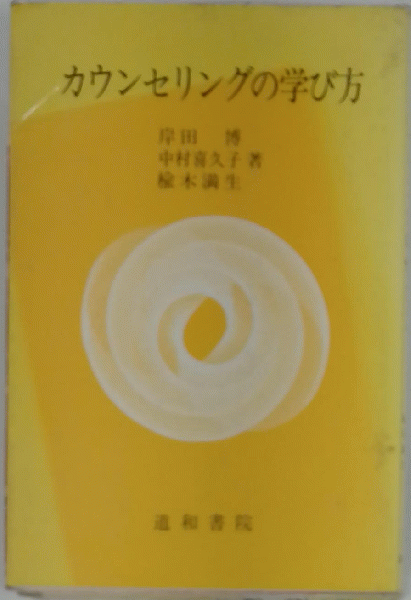 カウンセリングの学び方
岸田 博
中村喜久子 著
楡木満生
道和書院